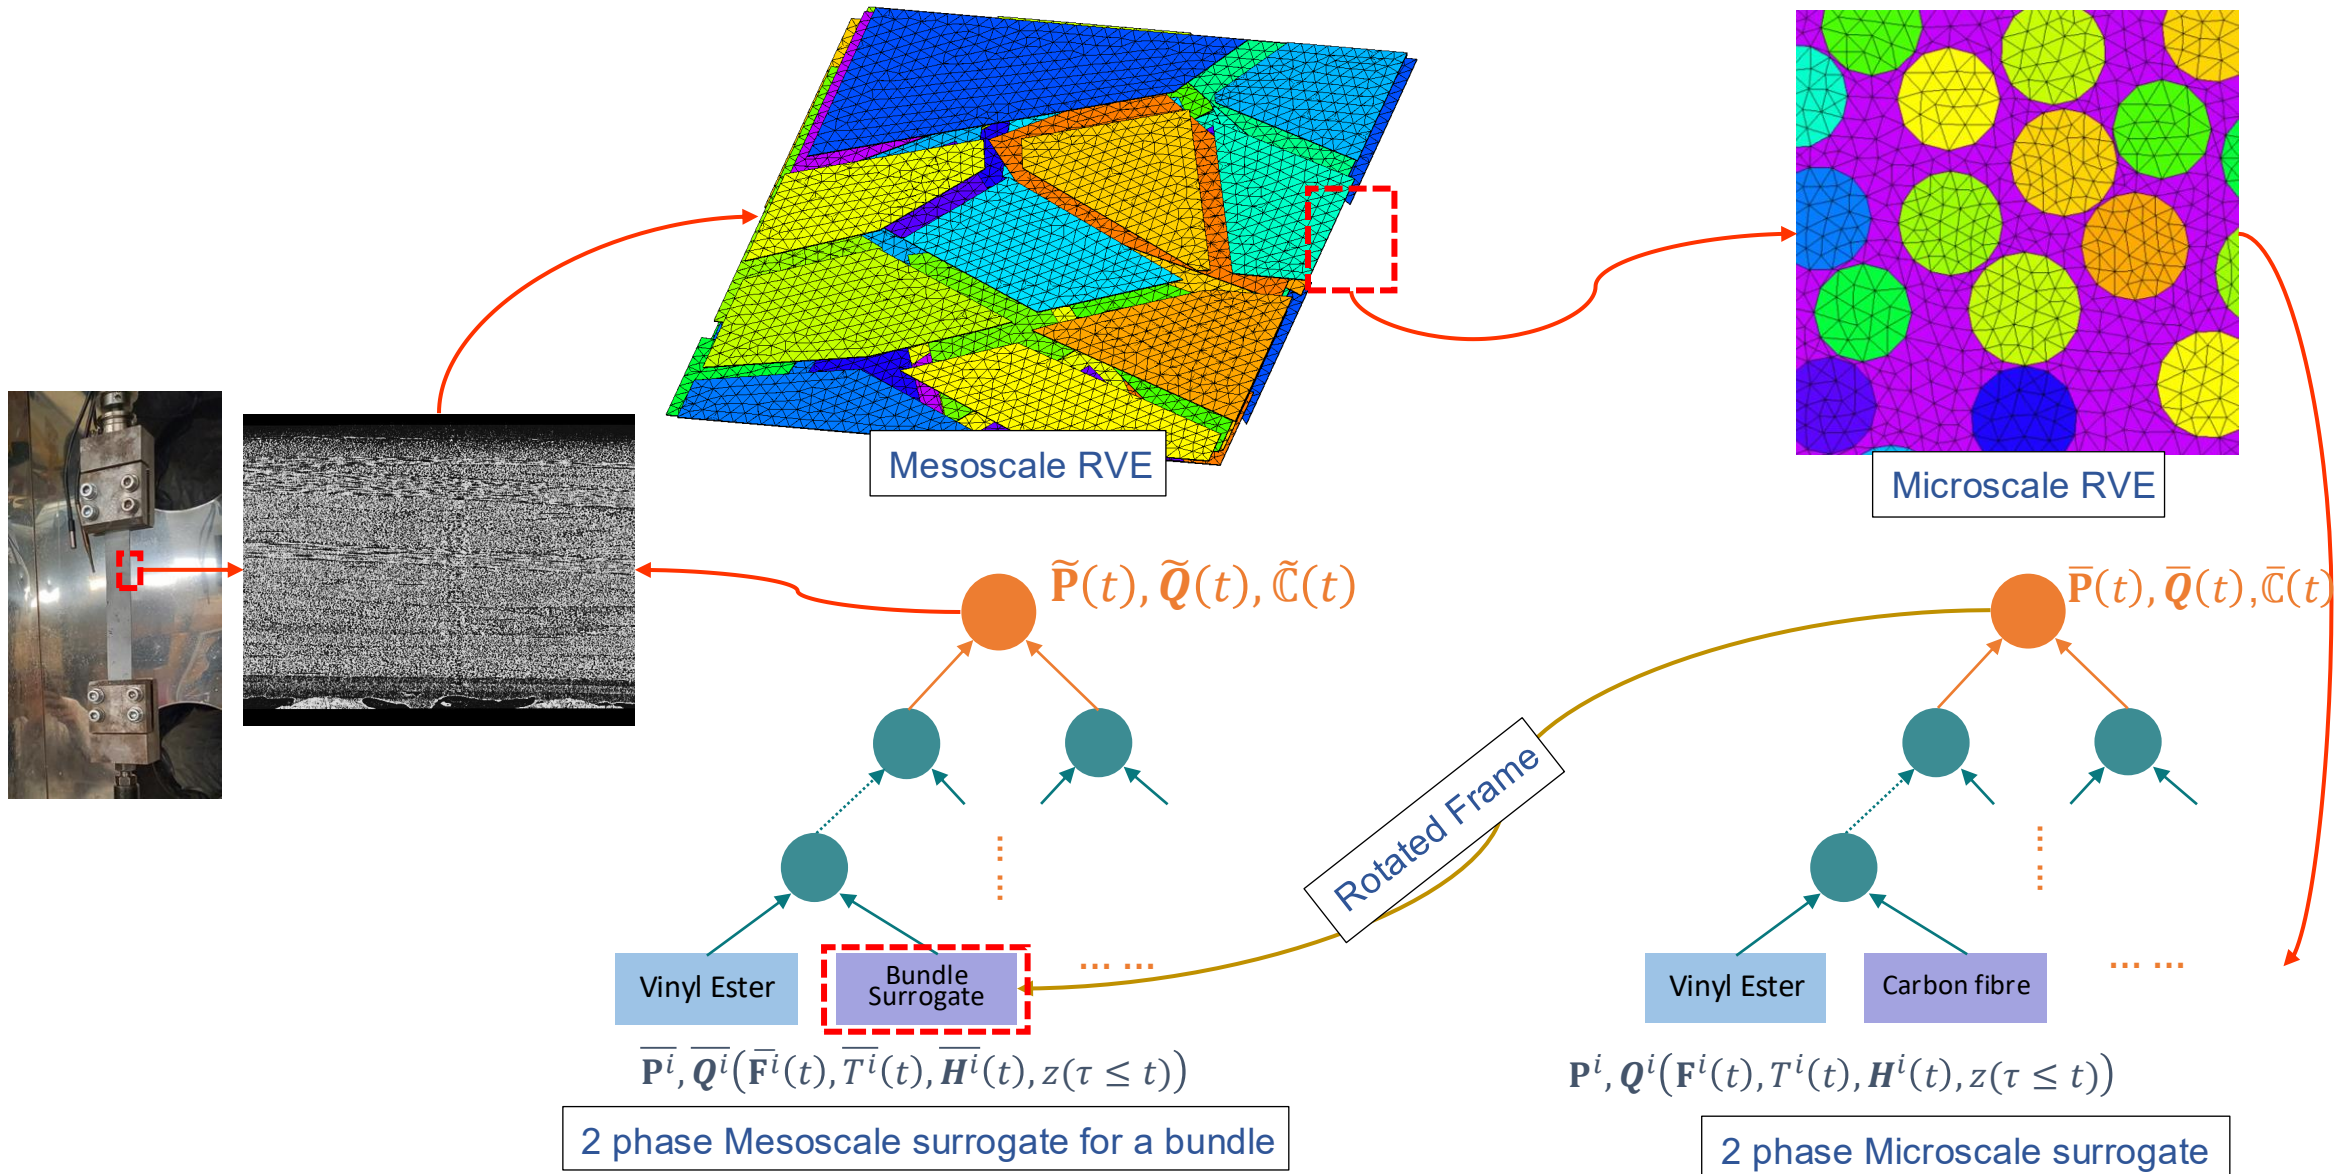 Mesoscale RVE
Microscale RVE
P̃(t), Q̃(t), ℂ̃(t)
P̅(t), Q̅(t), ℂ̅(t)
Rotated Frame
Vinyl Ester
Bundle
Surrogate
... ...
Vinyl Ester
Carbon fibre
... ...
P̅ⁱ, Q̅ⁱ(F̅ⁱ(t), T̅ⁱ(t), H̅ⁱ(t), z(τ ≤ t))
Pⁱ, Qⁱ(Fⁱ(t), Tⁱ(t), Hⁱ(t), z(τ ≤ t))
2 phase Mesoscale surrogate for a bundle
2 phase Microscale surrogate